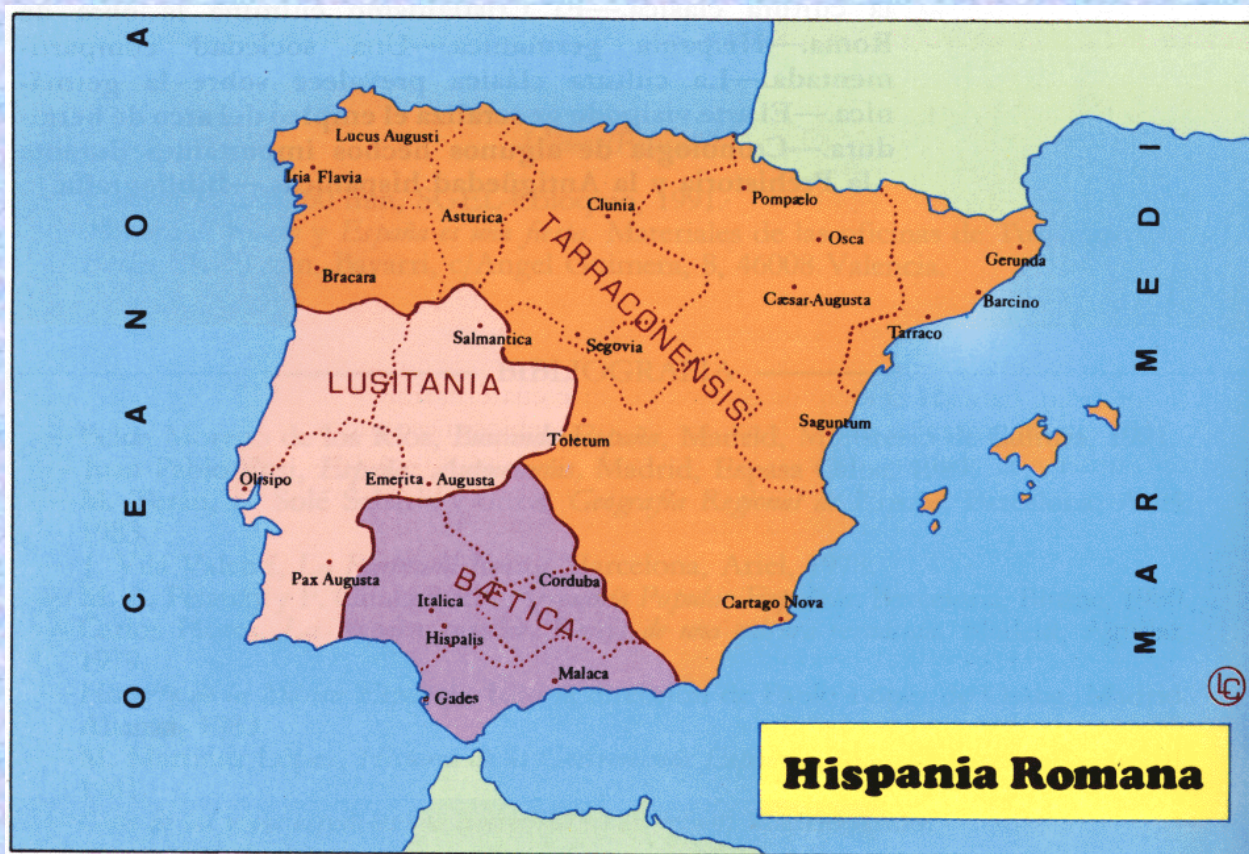 OCEANO A
Lucus Augusti
Iria Flavia
Asturica
Bracara
Clunia
Pompælo
Osca
Cæsar-Augusta
Gerunda
Barcino
Tarraco
TARRACONENSIS
Salmantica
Segovia
LUSITANIA
Toletum
Saguntum
Olisipo
Emerita Augusta
Pax Augusta
BÆTICA
Corduba
Italica
Hispalis
Cartago Nova
Malaca
Gades
MAR MEDI
LC
Hispania Romana